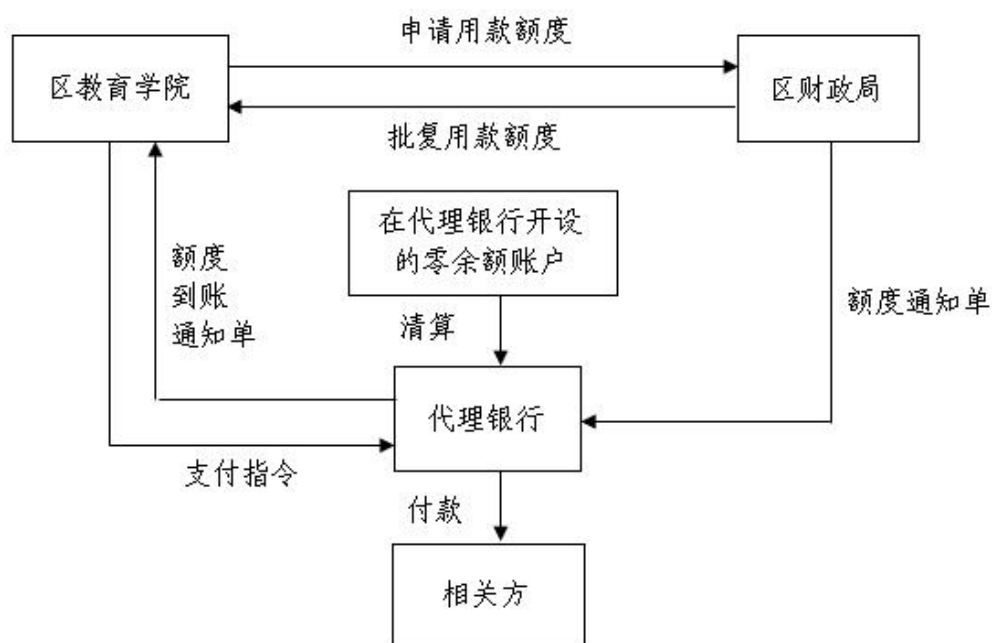 申请用款额度
区教育学院
区财政局
批复用款额度
在代理银行开设
的零余额账户
额度
到账
通知单
额度通知单
清算
代理银行
支付指令
付款
相关方